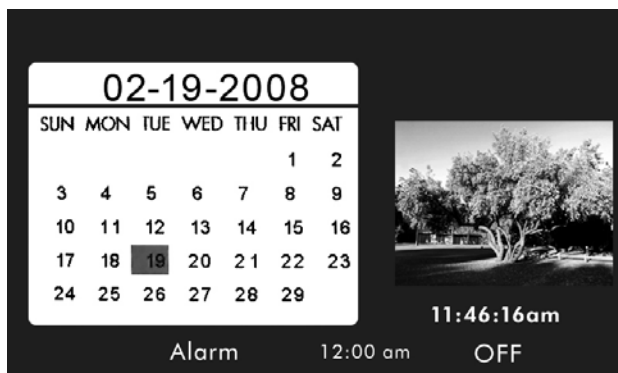 02-19-2008
SUN MON TUE WED THU FRI SAT
1 2
3 4 5 6 7 8 9
10 11 12 13 14 15 16
17 18 19 20 21 22 23
24 25 26 27 28 29
11:46:16am
Alarm 12:00 am OFF